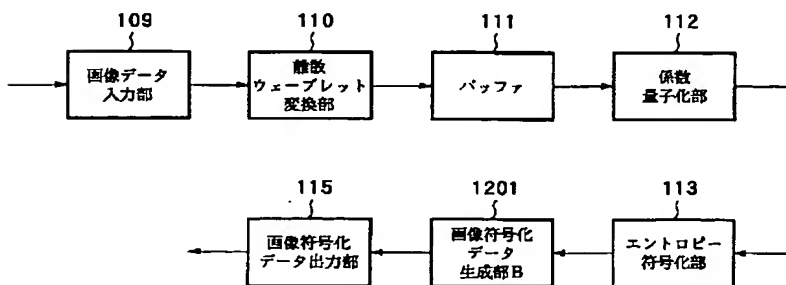 109
110
111
112
画像データ
入力部
離散
ウェーブレット
変換部
バッファ
係数
量子化部
115
1201
113
画像符号化
データ出力部
画像符号化
データ
生成部B
エントロピー
符号化部